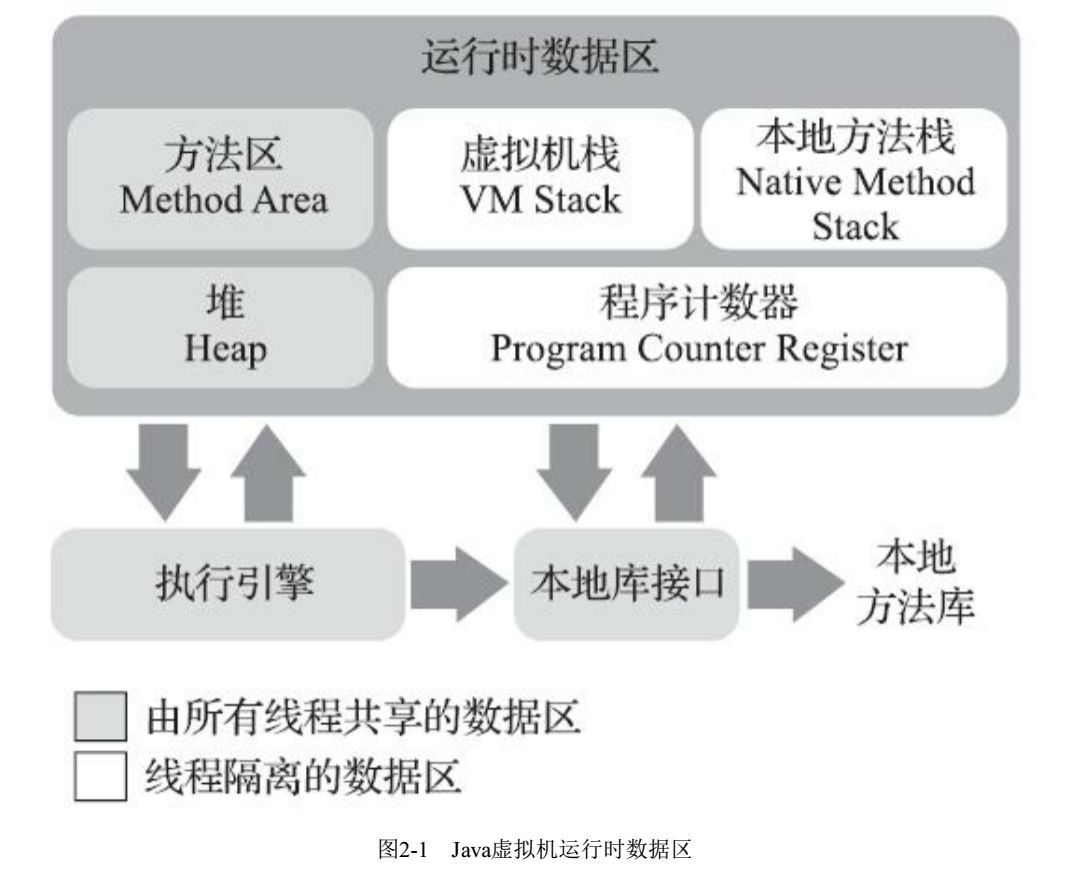 运行时数据区
方法区
Method Area
虚拟机栈
VM Stack
本地方法栈
Native Method
Stack
堆
Heap
程序计数器
Program Counter Register
执行引擎
本地库接口
本地
方法库
由所有线程共享的数据区
线程隔离的数据区
图2-1 Java虚拟机运行时数据区